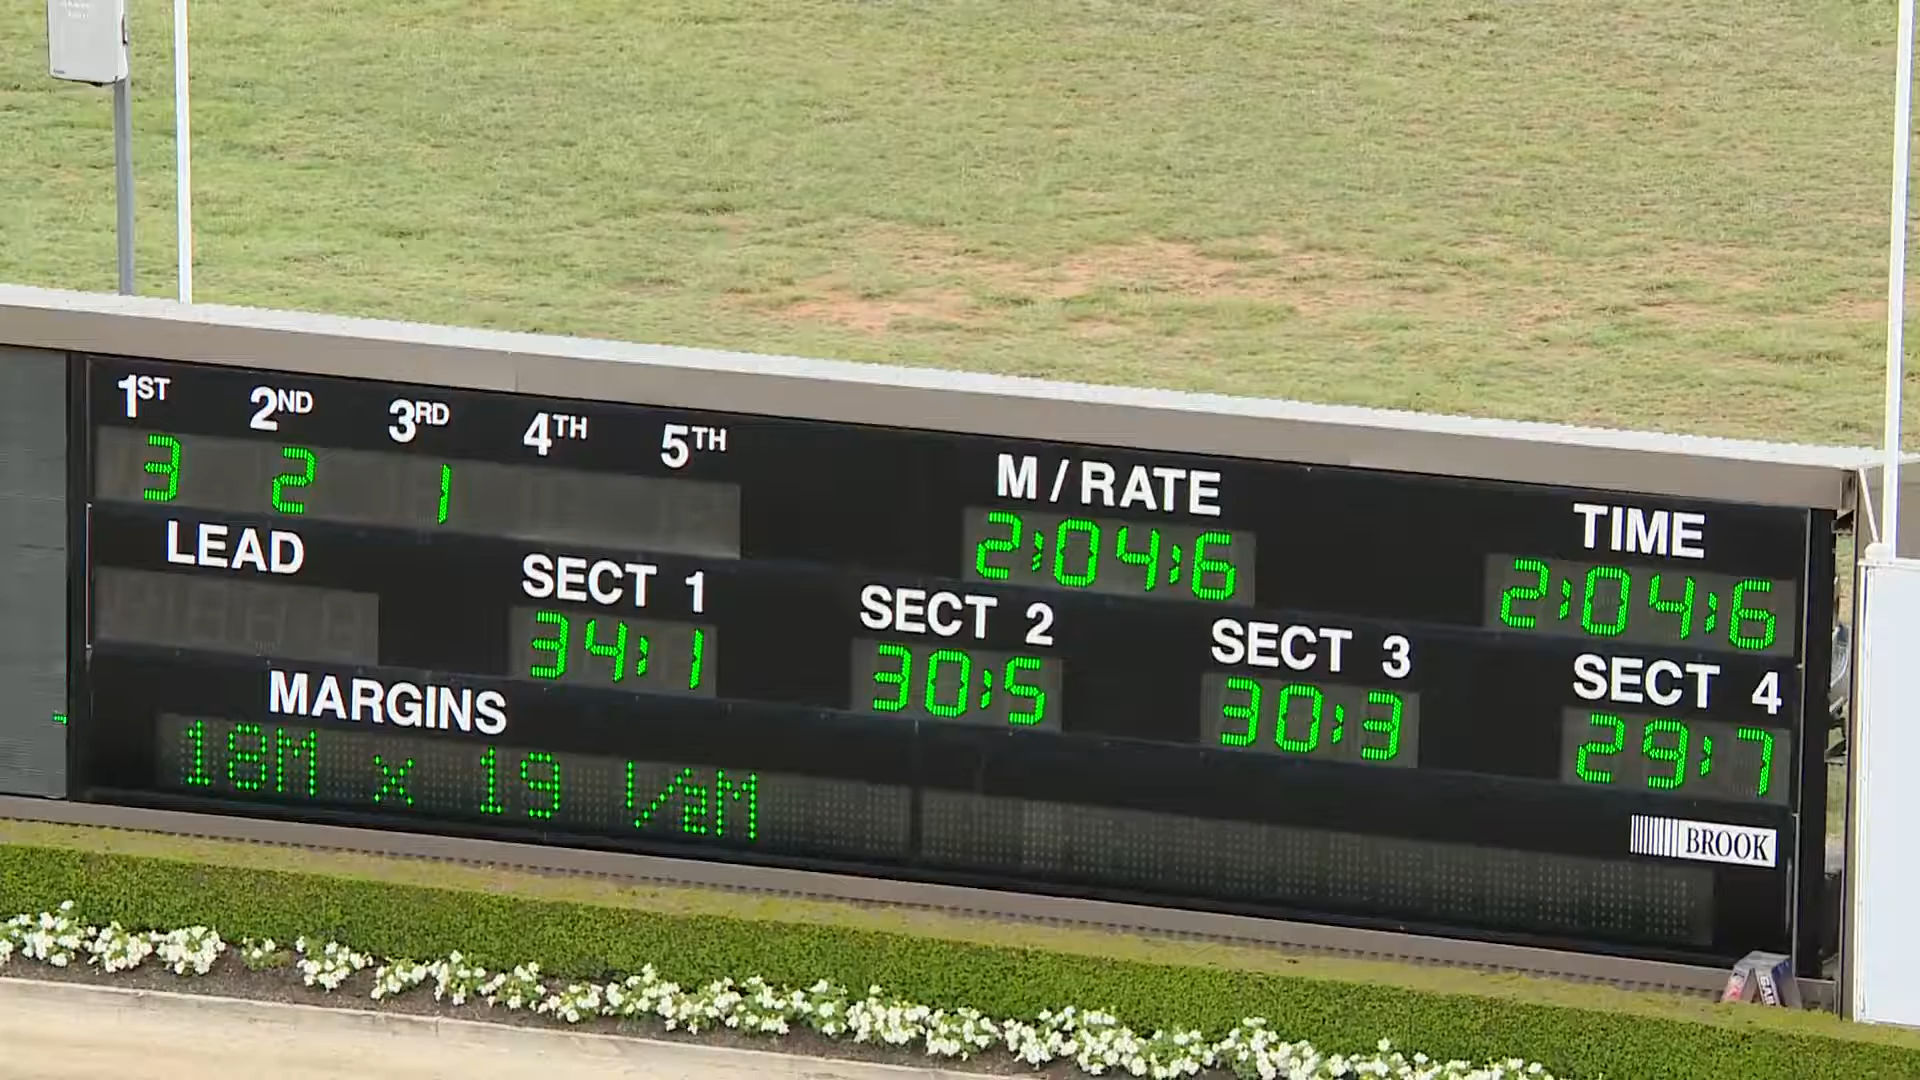 1ST 2ND 3RD 4TH 5TH
3 2 1
M/RATE
2:04:6
TIME
2:04:6
LEAD
SECT 1
34:1
SECT 2
30:5
SECT 3
30:3
SECT 4
29:7
MARGINS
18M x 19 1/2M
BROOK